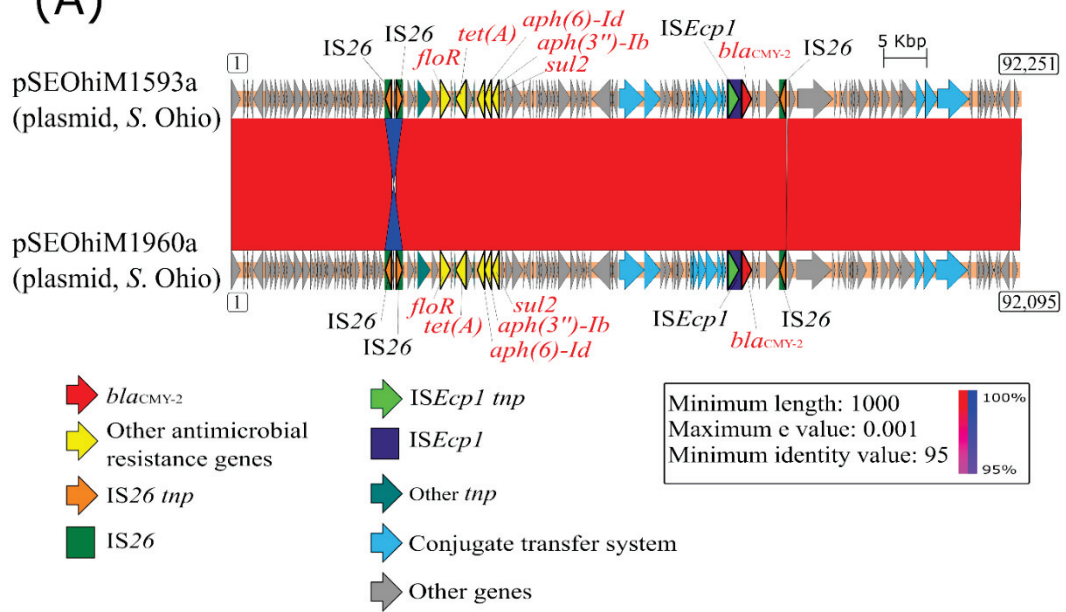 (A)
IS26
IS26
floR
tet(A)
aph(6)-Id
aph(3'')-Ib
sul2
ISEcp1
blaCMY-2
IS26
5 Kbp
1
92,251
pSEOhiM1593a
(plasmid, S. Ohio)
pSEOhiM1960a
(plasmid, S. Ohio)
1
92,095
IS26
IS26
floR
tet(A)
sul2
aph(3'')-Ib
aph(6)-Id
ISEcp1
blaCMY-2
IS26
blaCMY-2
Other antimicrobial
resistance genes
IS26 tnp
IS26
ISEcp1 tnp
ISEcp1
Other tnp
Conjugate transfer system
Other genes
Minimum length: 1000
Maximum e value: 0.001
Minimum identity value: 95
100%
95%